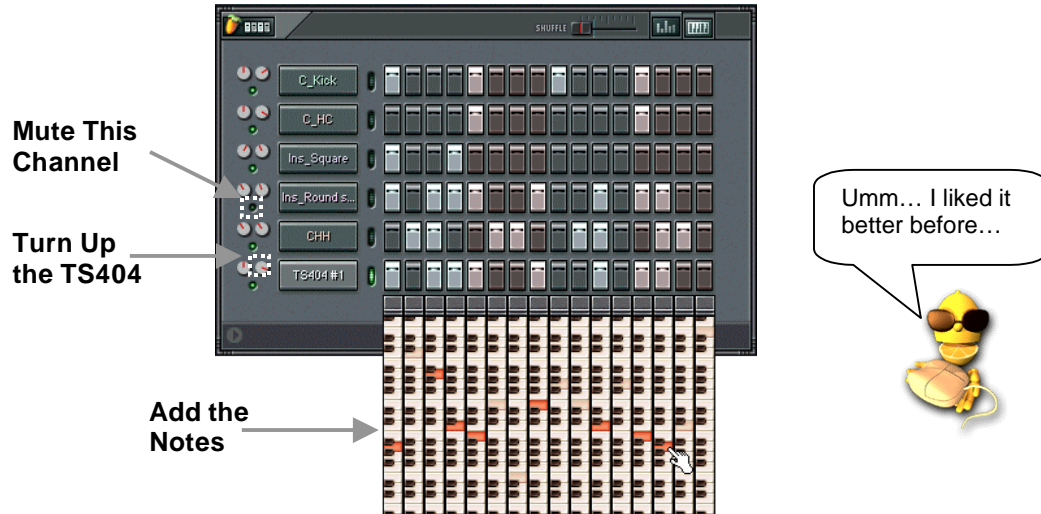 SHUFFLE
C_Kick
C_HC
Mute This
Channel
Ins_Square
Ins_Round s...
Umm... I liked it
better before...
CHH
Turn Up
the TS404
TS404 #1
Add the
Notes